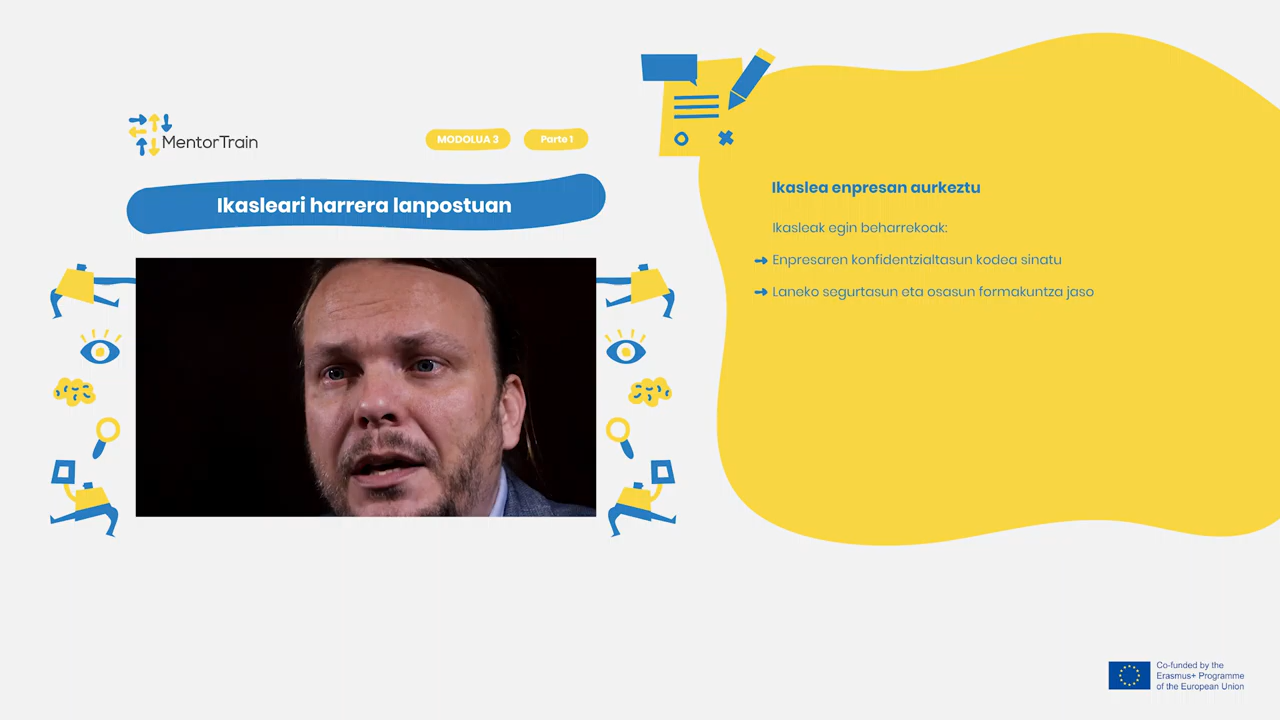 MentorTrain
MODOLUA 3
Parte 1
Ikasleari harrera lanpostuan
Ikaslea enpresan aurkeztu
Ikasleak egin beharrekoak:
Enpresaren konfidentzialtasun kodea sinatu
Laneko segurtasun eta osasun formakuntza jaso
Co-funded by the
Erasmus+ Programme
of the European Union